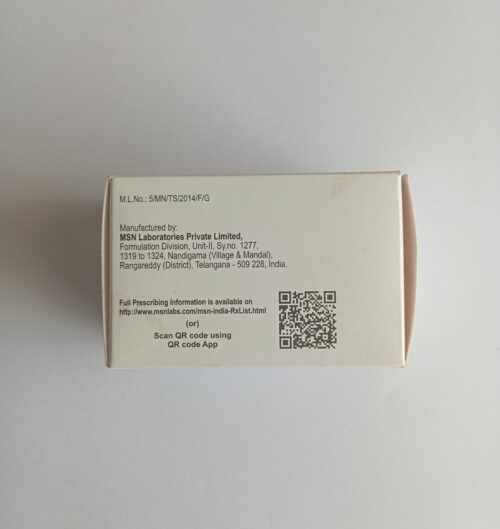 M.L.No.: 5/MN/TS/2014/F/G
Manufactured by:
MSN Laboratories Private Limited,
Formulation Division, Unit-II, Sy.no. 1277,
1319 to 1324, Nandigama (Village & Mandal),
Rangareddy (District), Telangana - 509 228, India.
Full Prescribing Information is available on
http://www.msnlabs.com/msn-india-RxList.html
(or)
Scan QR code using
QR code App